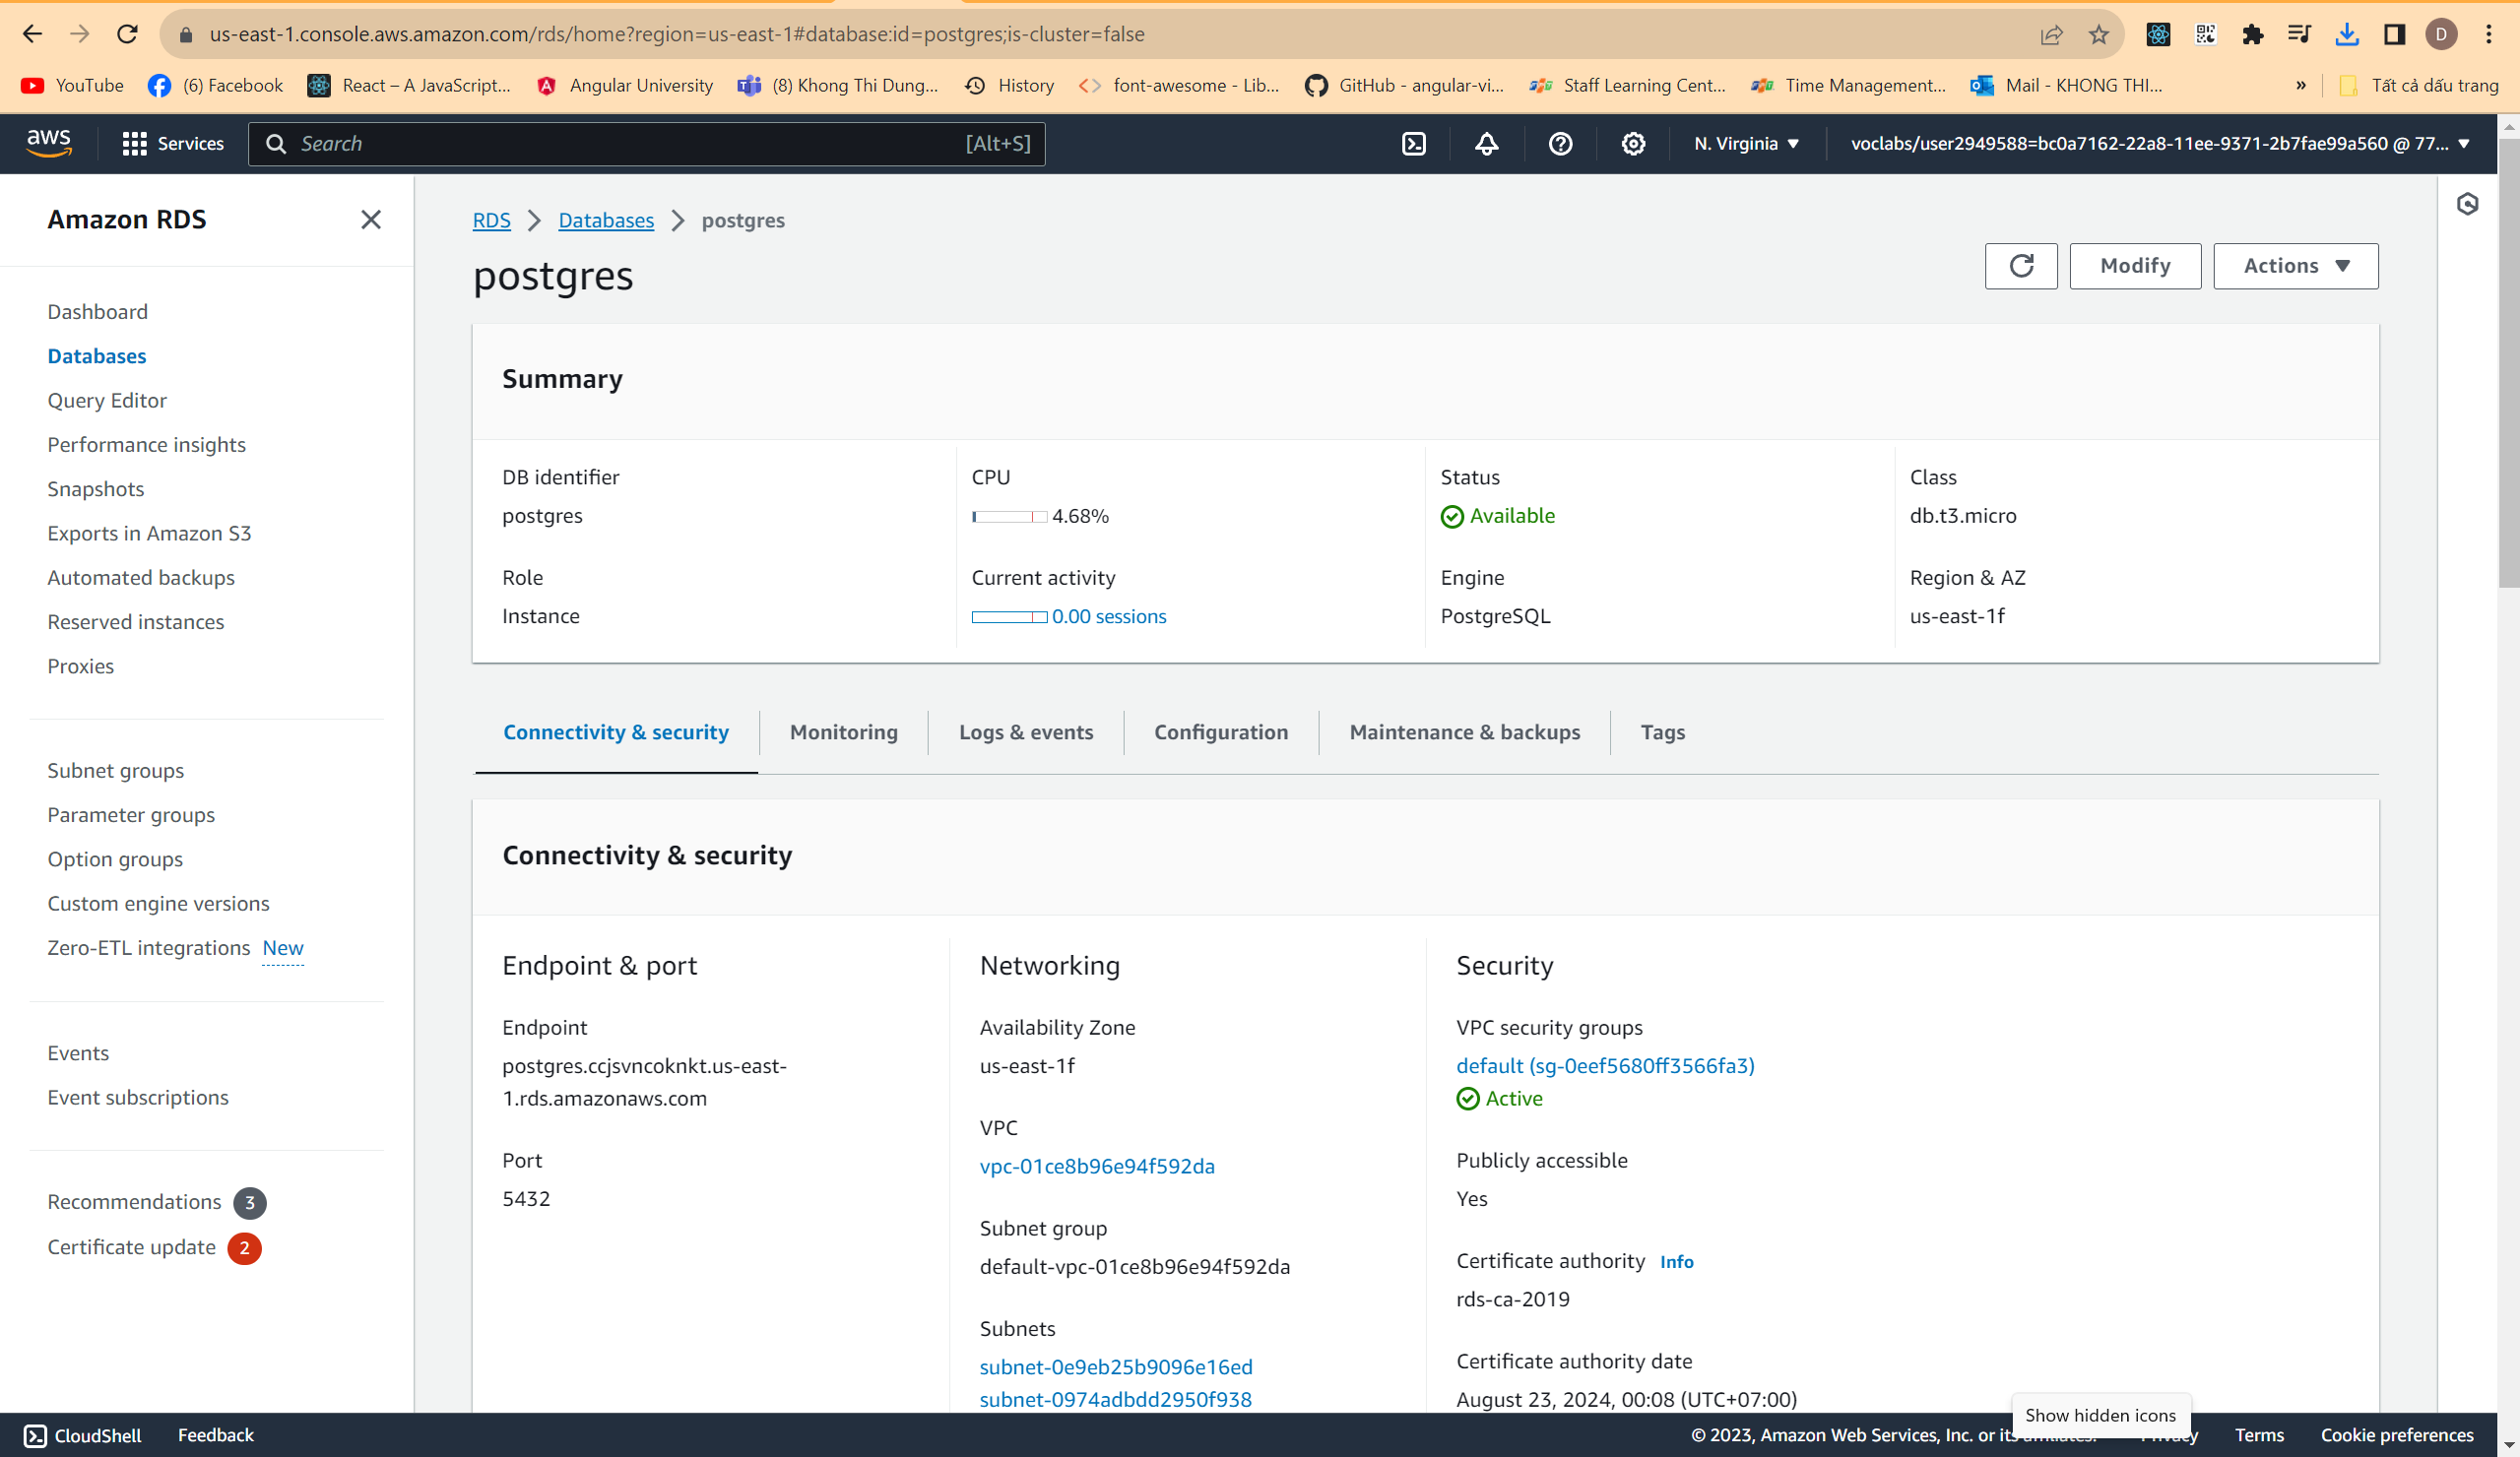 us-east-1.console.aws.amazon.com/rds/home?region=us-east-1#database:id=postgres;is-cluster=false
D
YouTube
(6) Facebook
React – A JavaScript...
Angular University
(8) Khong Thi Dung...
History
font-awesome - Lib...
GitHub - angular-vi...
Staff Learning Cent...
Time Management...
Mail - KHONG THI...
»
Tất cả dấu trang
aws
Services
Search
[Alt+S]
N. Virginia
voclabs/user2949588=bc0a7162-22a8-11ee-9371-2b7fae99a560 @ 77...
Amazon RDS
Dashboard
Databases
Query Editor
Performance insights
Snapshots
Exports in Amazon S3
Automated backups
Reserved instances
Proxies
Subnet groups
Parameter groups
Option groups
Custom engine versions
Zero-ETL integrations New
Events
Event subscriptions
Recommendations 3
Certificate update 2
RDS > Databases > postgres
postgres
Modify
Actions
Summary
DB identifier
postgres
CPU
4.68%
Status
Available
Class
db.t3.micro
Role
Instance
Current activity
0.00 sessions
Engine
PostgreSQL
Region & AZ
us-east-1f
Connectivity & security
Monitoring
Logs & events
Configuration
Maintenance & backups
Tags
Connectivity & security
Endpoint & port
Endpoint
postgres.ccjsvncoknkt.us-east-
1.rds.amazonaws.com
Port
5432
Networking
Availability Zone
us-east-1f
VPC
vpc-01ce8b96e94f592da
Subnet group
default-vpc-01ce8b96e94f592da
Subnets
subnet-0e9eb25b9096e16ed
subnet-0974adbdd2950f938
Security
VPC security groups
default (sg-0eef5680ff3566fa3)
Active
Publicly accessible
Yes
Certificate authority Info
rds-ca-2019
Certificate authority date
August 23, 2024, 00:08 (UTC+07:00)
Show hidden icons
CloudShell
Feedback
© 2023, Amazon Web Services, Inc. or its affiliates.
Privacy
Terms
Cookie preferences